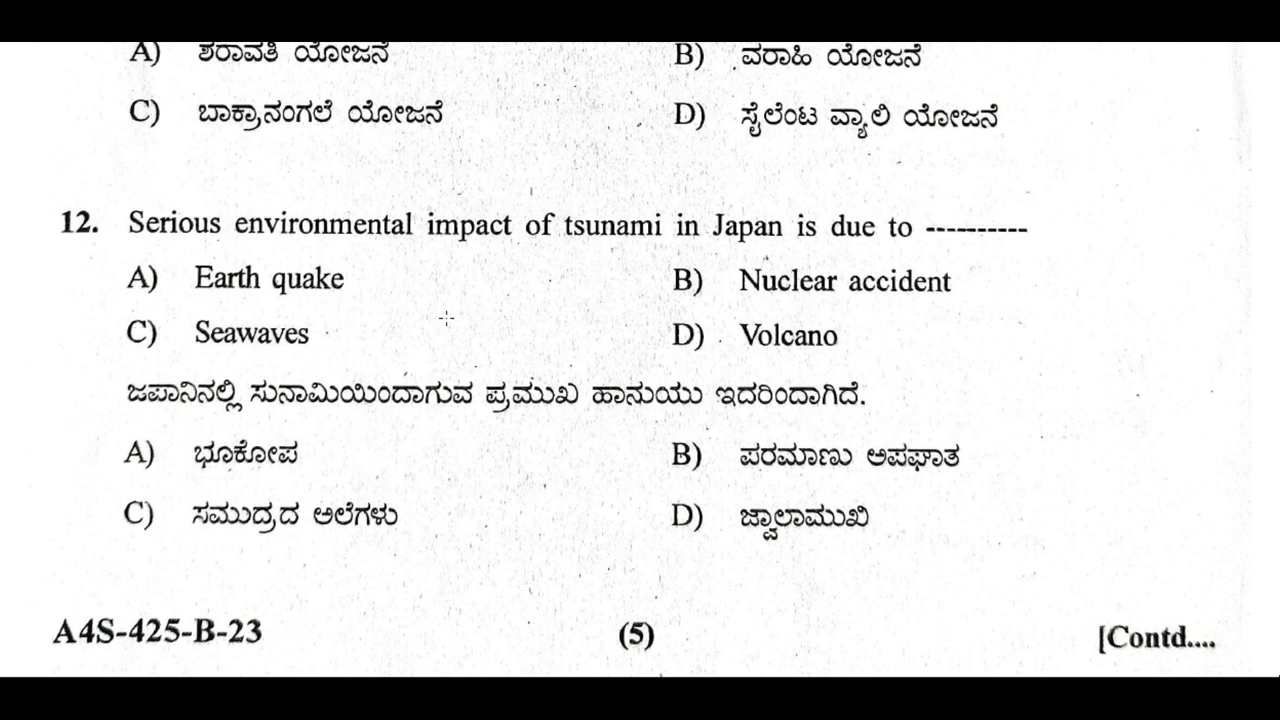 A) ಶರಾವತಿ ಯೋಜನೆ B) ವರಾಹಿ ಯೋಜನೆ
C) ಬಾಕ್ರಾನಂಗಲೆ ಯೋಜನೆ D) ಸೈಲೆಂಟ ವ್ಯಾಲಿ ಯೋಜನೆ
12. Serious environmental impact of tsunami in Japan is due to ----------
A) Earth quake B) Nuclear accident
C) Seawaves D) Volcano
ಜಪಾನಿನಲ್ಲಿ ಸುನಾಮಿಯಿಂದಾಗುವ ಪ್ರಮುಖ ಹಾನುಯು ಇದರಿಂದಾಗಿದೆ.
A) ಭೂಕೋಪ B) ಪರಮಾಣು ಅಪಘಾತ
C) ಸಮುದ್ರದ ಅಲೆಗಳು D) ಜ್ವಾಲಾಮುಖಿ
A4S-425-B-23 (5) [Contd....